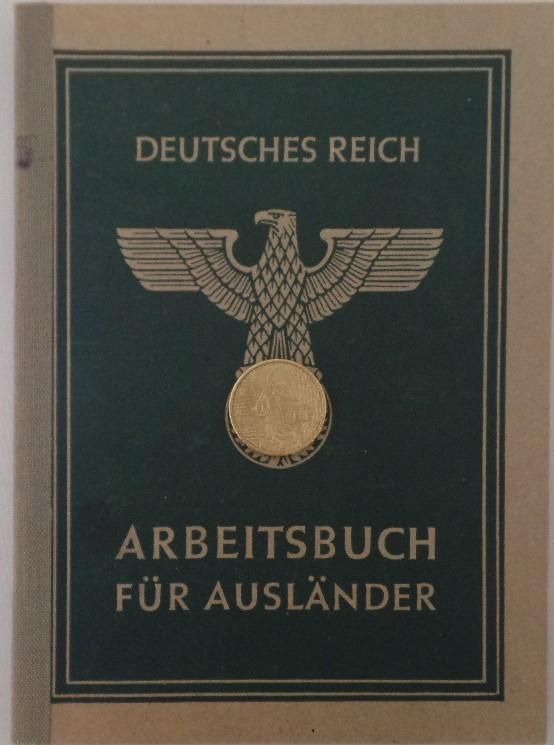 DEUTSCHES REICH
ARBEITSBUCH
FÜR AUSLÄNDER